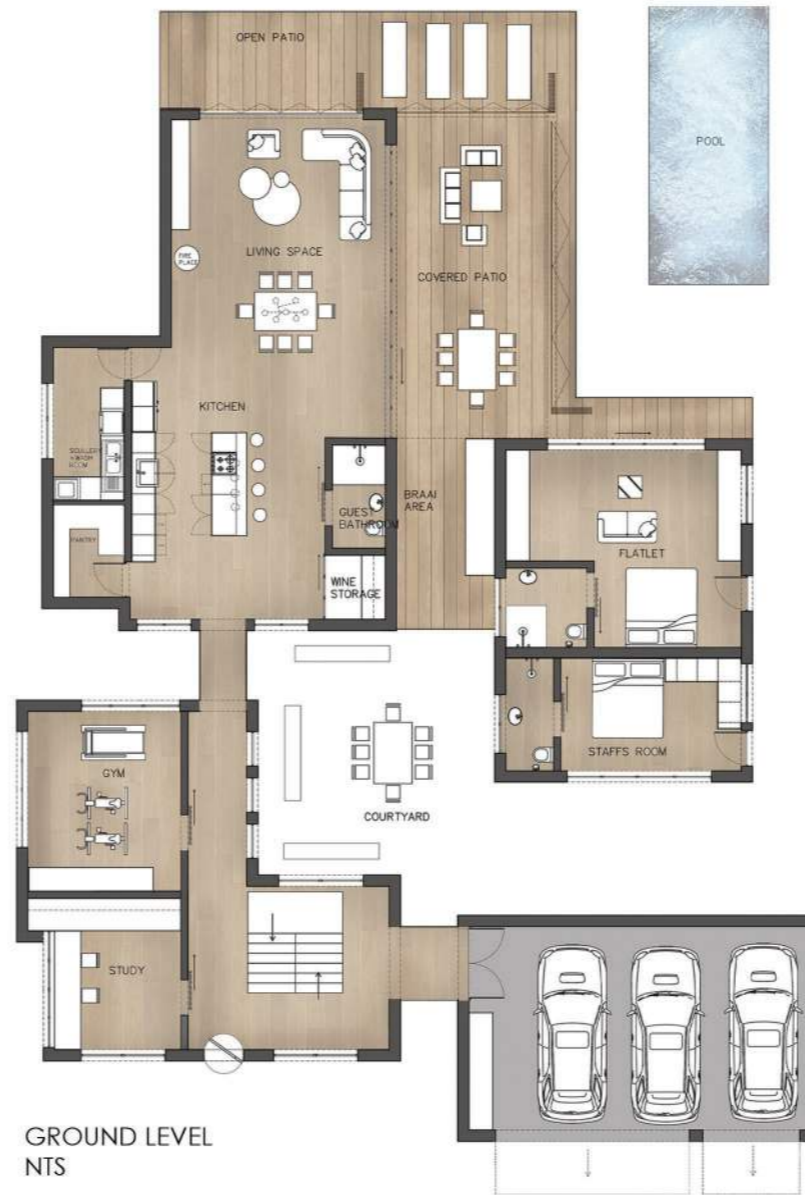 OPEN PATIO
POOL
FIRE
PLACE
LIVING SPACE
COVERED PATIO
KITCHEN
SCULLERY
+WASH
ROOM
GUEST
BATHROOM
BRAAI
AREA
PANTRY
FLATLET
WINE
STORAGE
GYM
STAFFS ROOM
COURTYARD
STUDY
GROUND LEVEL
NTS